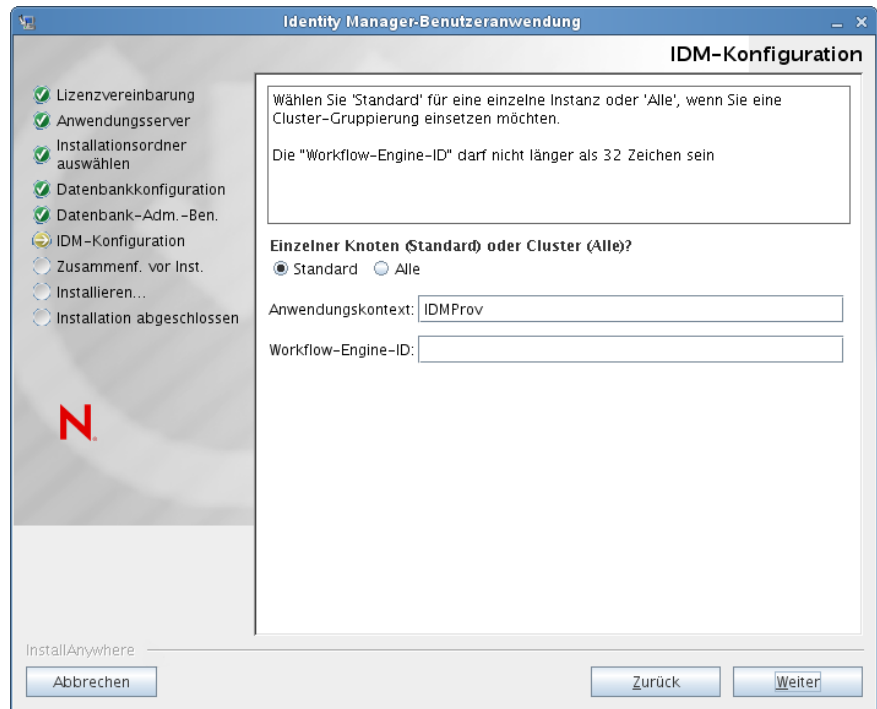 Identity Manager-Benutzeranwendung
IDM-Konfiguration
Lizenzvereinbarung
Anwendungsserver
Installationsordner
auswählen
Datenbankkonfiguration
Datenbank-Adm.-Ben.
IDM-Konfiguration
Zusammenf. vor Inst.
Installieren...
Installation abgeschlossen
N.
Wählen Sie 'Standard' für eine einzelne Instanz oder 'Alle', wenn Sie eine
Cluster-Gruppierung einsetzen möchten.
Die "Workflow-Engine-ID" darf nicht länger als 32 Zeichen sein
Einzelner Knoten (Standard) oder Cluster (Alle)?
Standard Alle
Anwendungskontext: IDMProv
Workflow-Engine-ID:
InstallAnywhere
Abbrechen Zurück Weiter